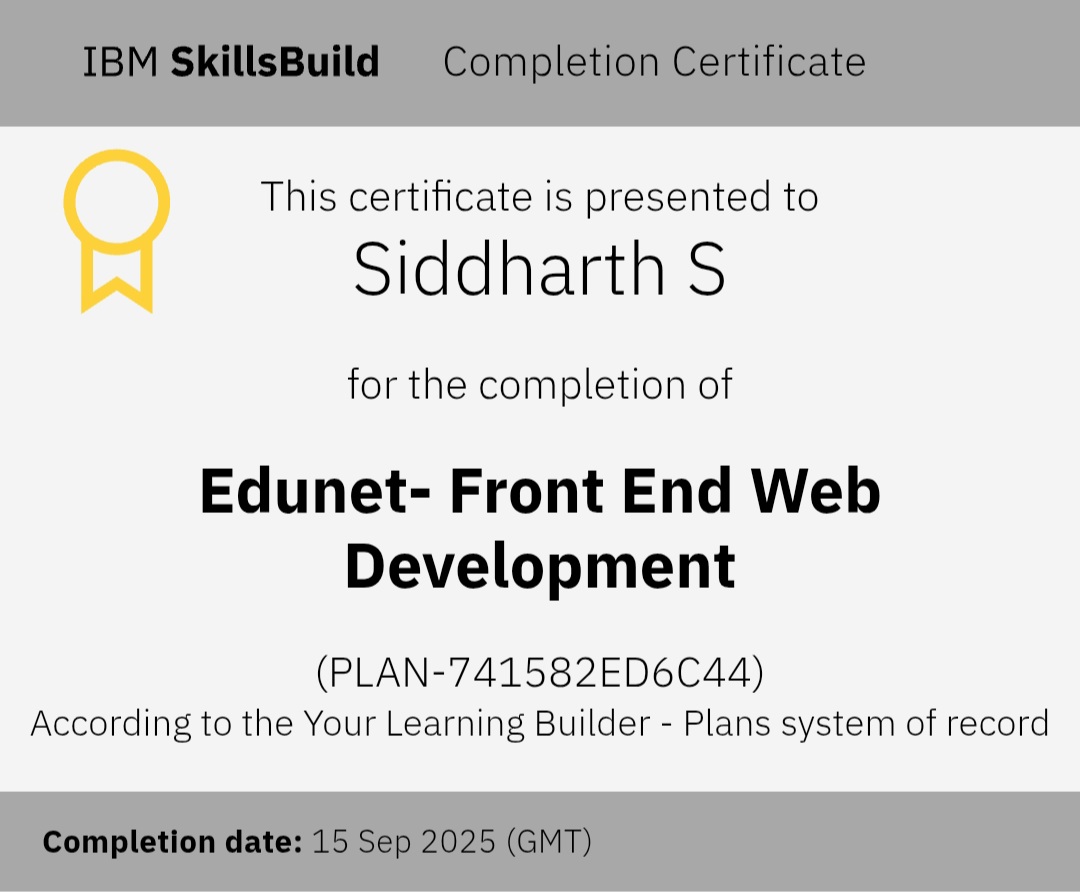 IBM SkillsBuild Completion Certificate
This certificate is presented to
Siddharth S
for the completion of
Edunet- Front End Web
Development
(PLAN-741582ED6C44)
According to the Your Learning Builder - Plans system of record
Completion date: 15 Sep 2025 (GMT)